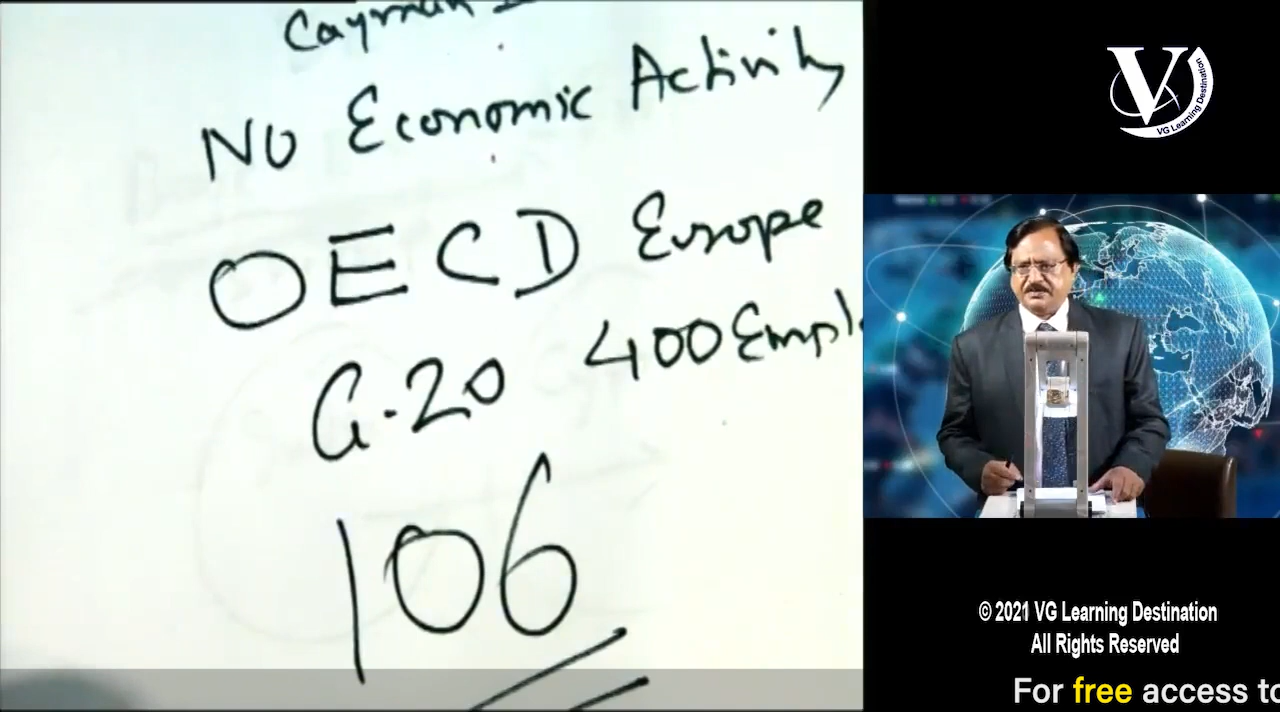 Cayman
No Economic Activity
OECD Europe
G.20 400 Empl
106
V
VG Learning Destination
© 2021 VG Learning Destination
All Rights Reserved
For free access to